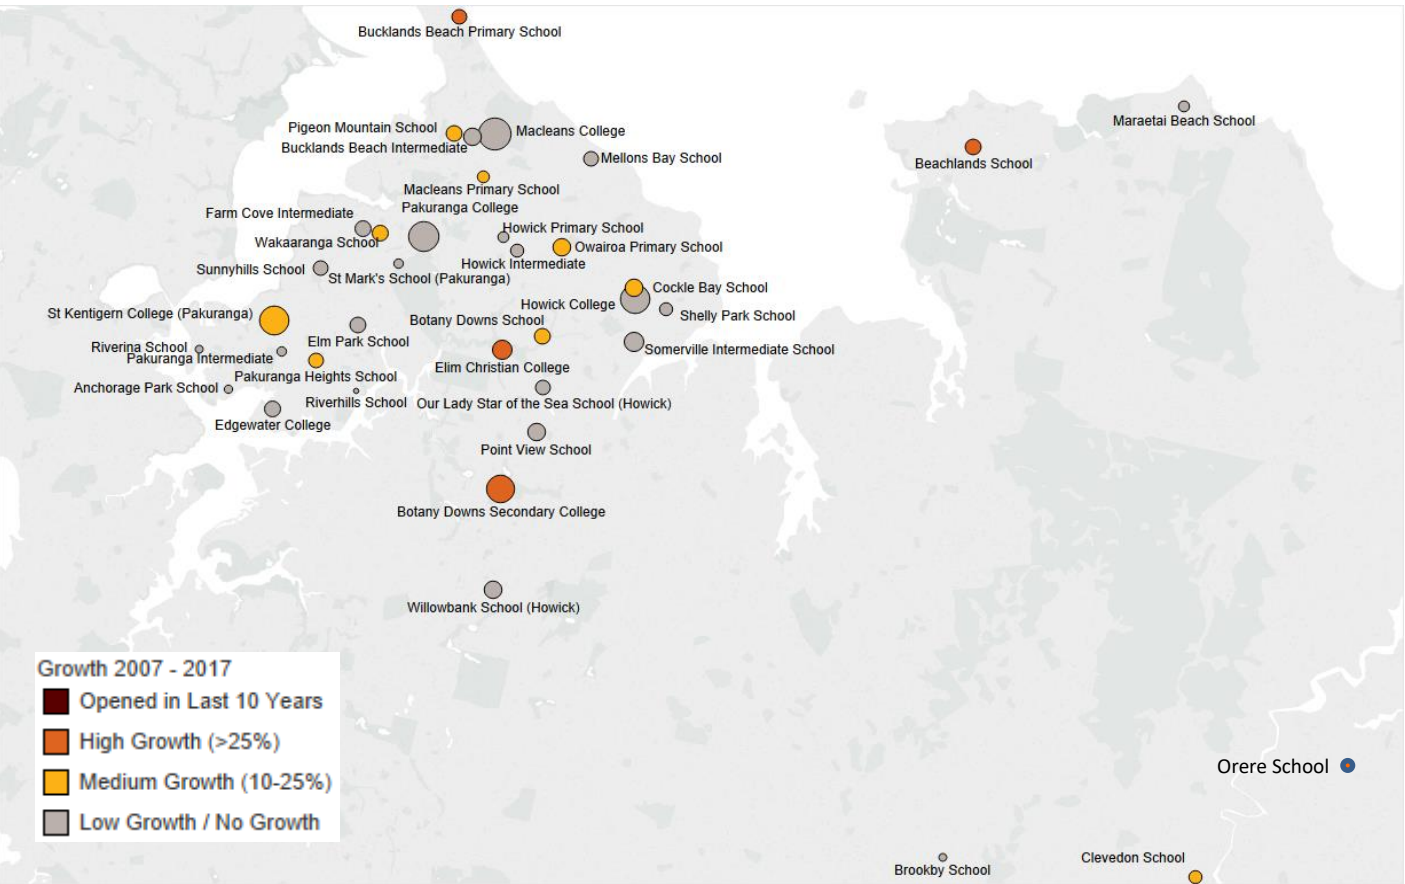 Bucklands Beach Primary School
Pigeon Mountain School
Macleans College
Bucklands Beach Intermediate
Mellons Bay School
Maraetai Beach School
Beachlands School
Macleans Primary School
Pakuranga College
Farm Cove Intermediate
Howick Primary School
Wakaaranga School
Owairoa Primary School
Howick Intermediate
Sunnyhills School
St Mark's School (Pakuranga)
Cockle Bay School
Howick College
Shelly Park School
St Kentigern College (Pakuranga)
Botany Downs School
Elm Park School
Riverina School
Pakuranga Intermediate
Somerville Intermediate School
Elim Christian College
Pakuranga Heights School
Anchorage Park School
Riverhills School
Our Lady Star of the Sea School (Howick)
Edgewater College
Point View School
Botany Downs Secondary College
Willowbank School (Howick)
Growth 2007 - 2017
Opened in Last 10 Years
High Growth (>25%)
Medium Growth (10-25%)
Low Growth / No Growth
Orere School
Clevedon School
Brookby School